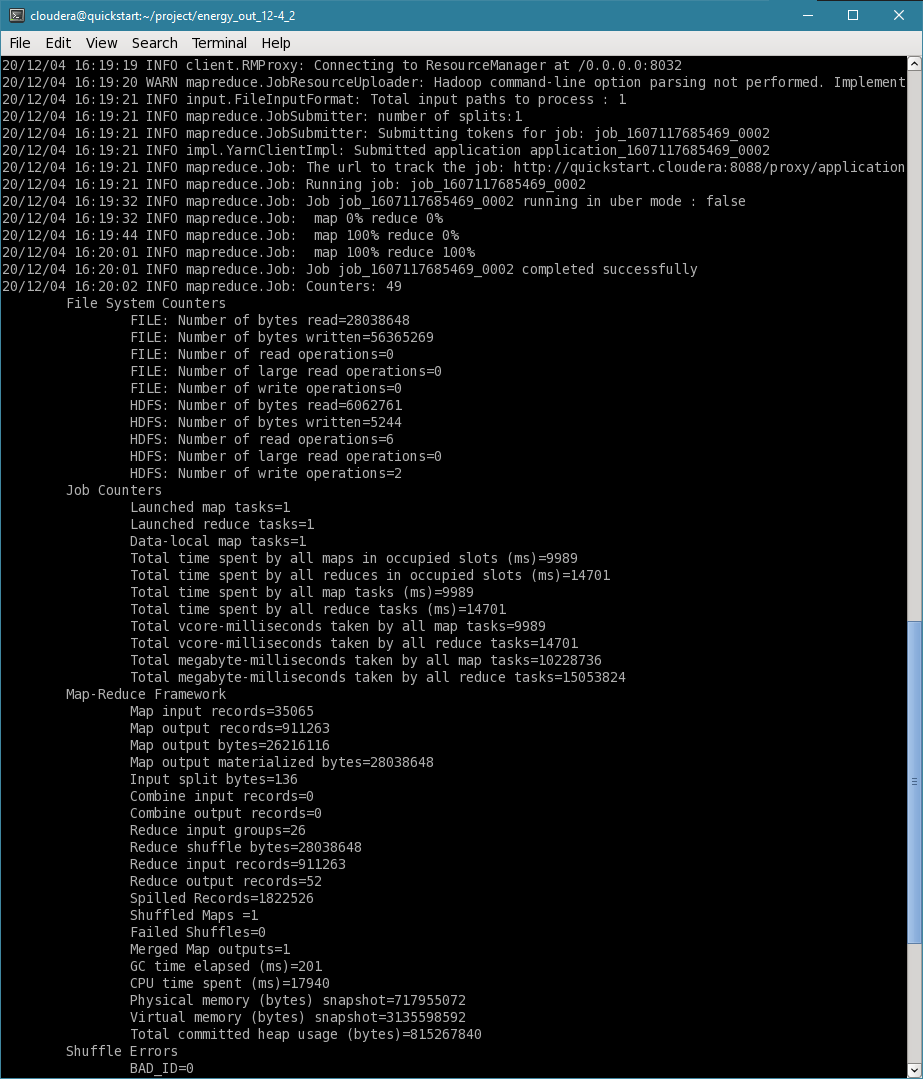 cloudera@quickstart:~/project/energy_out_12-4_2
File Edit View Search Terminal Help
20/12/04 16:19:19 INFO client.RMProxy: Connecting to ResourceManager at /0.0.0.0:8032
20/12/04 16:19:20 WARN mapreduce.JobResourceUploader: Hadoop command-line option parsing not performed. Implement
20/12/04 16:19:21 INFO input.FileInputFormat: Total input paths to process : 1
20/12/04 16:19:21 INFO mapreduce.JobSubmitter: number of splits:1
20/12/04 16:19:21 INFO mapreduce.JobSubmitter: Submitting tokens for job: job_1607117685469_0002
20/12/04 16:19:21 INFO impl.YarnClientImpl: Submitted application application_1607117685469_0002
20/12/04 16:19:21 INFO mapreduce.Job: The url to track the job: http://quickstart.cloudera:8088/proxy/application
20/12/04 16:19:21 INFO mapreduce.Job: Running job: job_1607117685469_0002
20/12/04 16:19:32 INFO mapreduce.Job: Job job_1607117685469_0002 running in uber mode : false
20/12/04 16:19:32 INFO mapreduce.Job:  map 0% reduce 0%
20/12/04 16:19:44 INFO mapreduce.Job:  map 100% reduce 0%
20/12/04 16:20:01 INFO mapreduce.Job:  map 100% reduce 100%
20/12/04 16:20:01 INFO mapreduce.Job: Job job_1607117685469_0002 completed successfully
20/12/04 16:20:02 INFO mapreduce.Job: Counters: 49
File System Counters
FILE: Number of bytes read=28038648
FILE: Number of bytes written=56365269
FILE: Number of read operations=0
FILE: Number of large read operations=0
FILE: Number of write operations=0
HDFS: Number of bytes read=6062761
HDFS: Number of bytes written=5244
HDFS: Number of read operations=6
HDFS: Number of large read operations=0
HDFS: Number of write operations=2
Job Counters
Launched map tasks=1
Launched reduce tasks=1
Data-local map tasks=1
Total time spent by all maps in occupied slots (ms)=9989
Total time spent by all reduces in occupied slots (ms)=14701
Total time spent by all map tasks (ms)=9989
Total time spent by all reduce tasks (ms)=14701
Total vcore-milliseconds taken by all map tasks=9989
Total vcore-milliseconds taken by all reduce tasks=14701
Total megabyte-milliseconds taken by all map tasks=10228736
Total megabyte-milliseconds taken by all reduce tasks=15053824
Map-Reduce Framework
Map input records=35065
Map output records=911263
Map output bytes=26216116
Map output materialized bytes=28038648
Input split bytes=136
Combine input records=0
Combine output records=0
Reduce input groups=26
Reduce shuffle bytes=28038648
Reduce input records=911263
Reduce output records=52
Spilled Records=1822526
Shuffled Maps =1
Failed Shuffles=0
Merged Map outputs=1
GC time elapsed (ms)=201
CPU time spent (ms)=17940
Physical memory (bytes) snapshot=717955072
Virtual memory (bytes) snapshot=3135598592
Total committed heap usage (bytes)=815267840
Shuffle Errors
BAD_ID=0